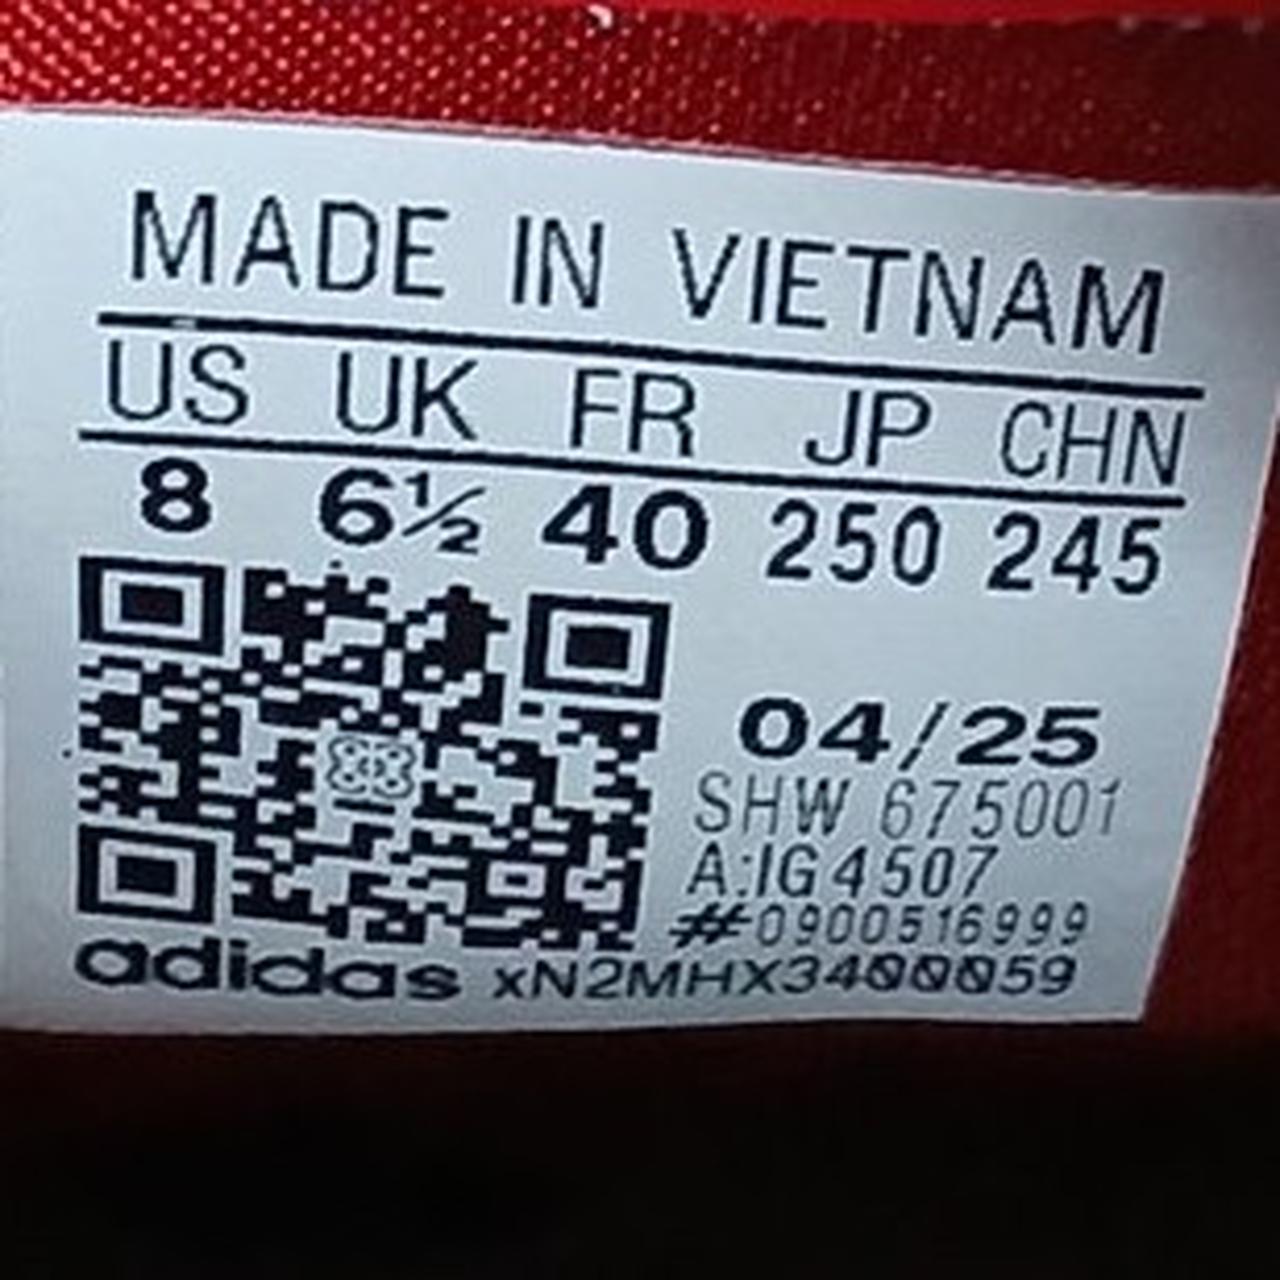 MADE IN VIETNAM
US UK FR JP CHN
8 6½ 40 250 245
04/25
SHW 675001
A:IG4507
#0900516999
adidas xN2MHX3400059